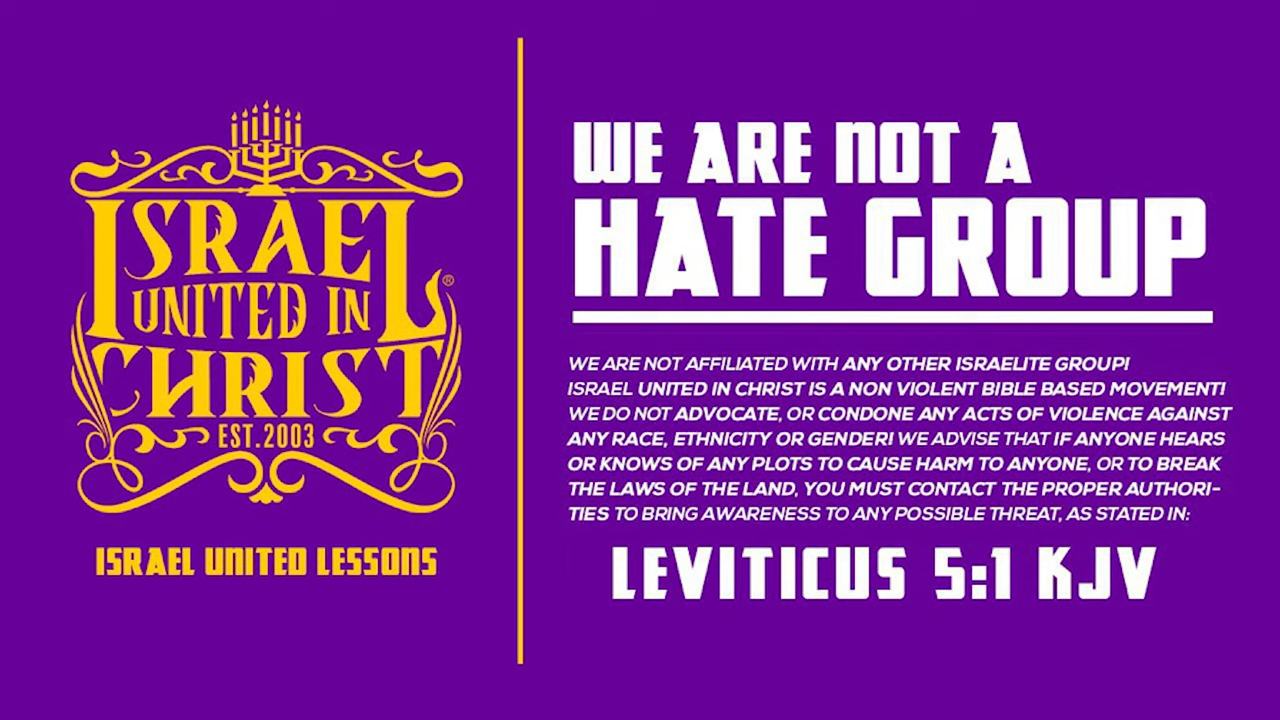 ISRAEL
UNITED IN
CHRIST
®
EST.2003
ISRAEL UNITED LESSONS
WE ARE NOT A
HATE GROUP
WE ARE NOT AFFILIATED WITH ANY OTHER ISRAELITE GROUP!
ISRAEL UNITED IN CHRIST IS A NON VIOLENT BIBLE BASED MOVEMENT!
WE DO NOT ADVOCATE, OR CONDONE ANY ACTS OF VIOLENCE AGAINST
ANY RACE, ETHNICITY OR GENDER! WE ADVISE THAT IF ANYONE HEARS
OR KNOWS OF ANY PLOTS TO CAUSE HARM TO ANYONE, OR TO BREAK
THE LAWS OF THE LAND, YOU MUST CONTACT THE PROPER AUTHORI-
TIES TO BRING AWARENESS TO ANY POSSIBLE THREAT, AS STATED IN:
LEVITICUS 5:1 KJV